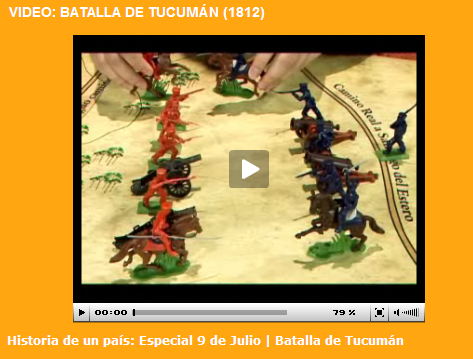 VIDEO: BATALLA DE TUCUMÁN (1812)
Camino Real a Santiago del Estero
00:00
79 %
Historia de un país: Especial 9 de Julio | Batalla de Tucumán